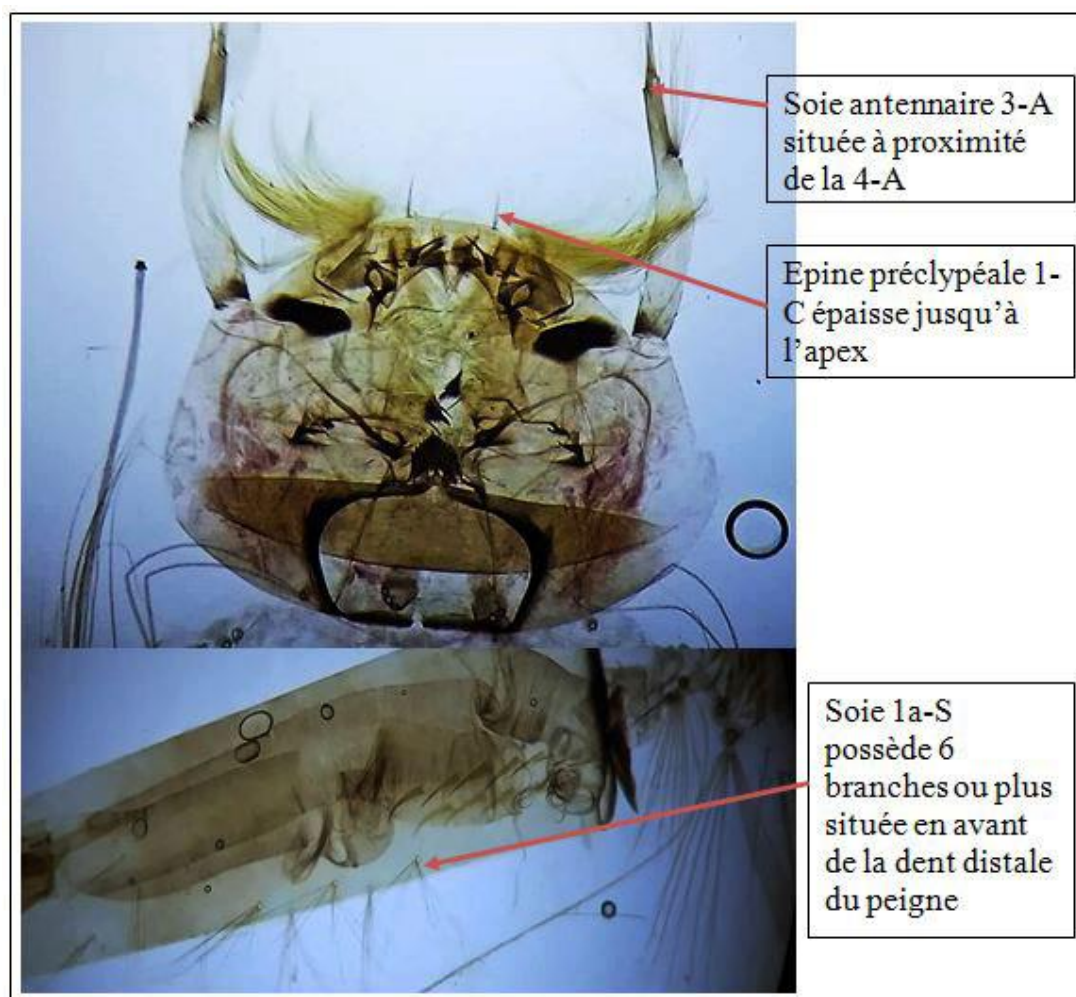 Soie antennaire 3-A
située à proximité
de la 4-A
Epine préclypéale 1-
C épaisse jusqu'à
l'apex
Soie 1a-S
possède 6
branches ou plus
située en avant
de la dent distale
du peigne